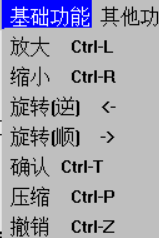 基础功能 其他功
放大 Ctrl-L
缩小 Ctrl-R
旋转(逆) <-
旋转(顺) ->
确认 Ctrl-T
压缩 Ctrl-P
撤销 Ctrl-Z